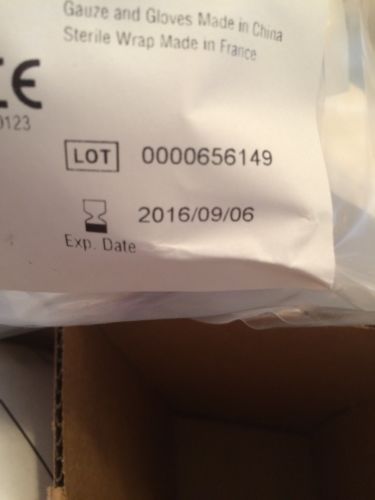 Gauze and Gloves Made in China
Sterile Wrap Made in France
CE
0123
LOT 0000656149
2016/09/06
Exp. Date